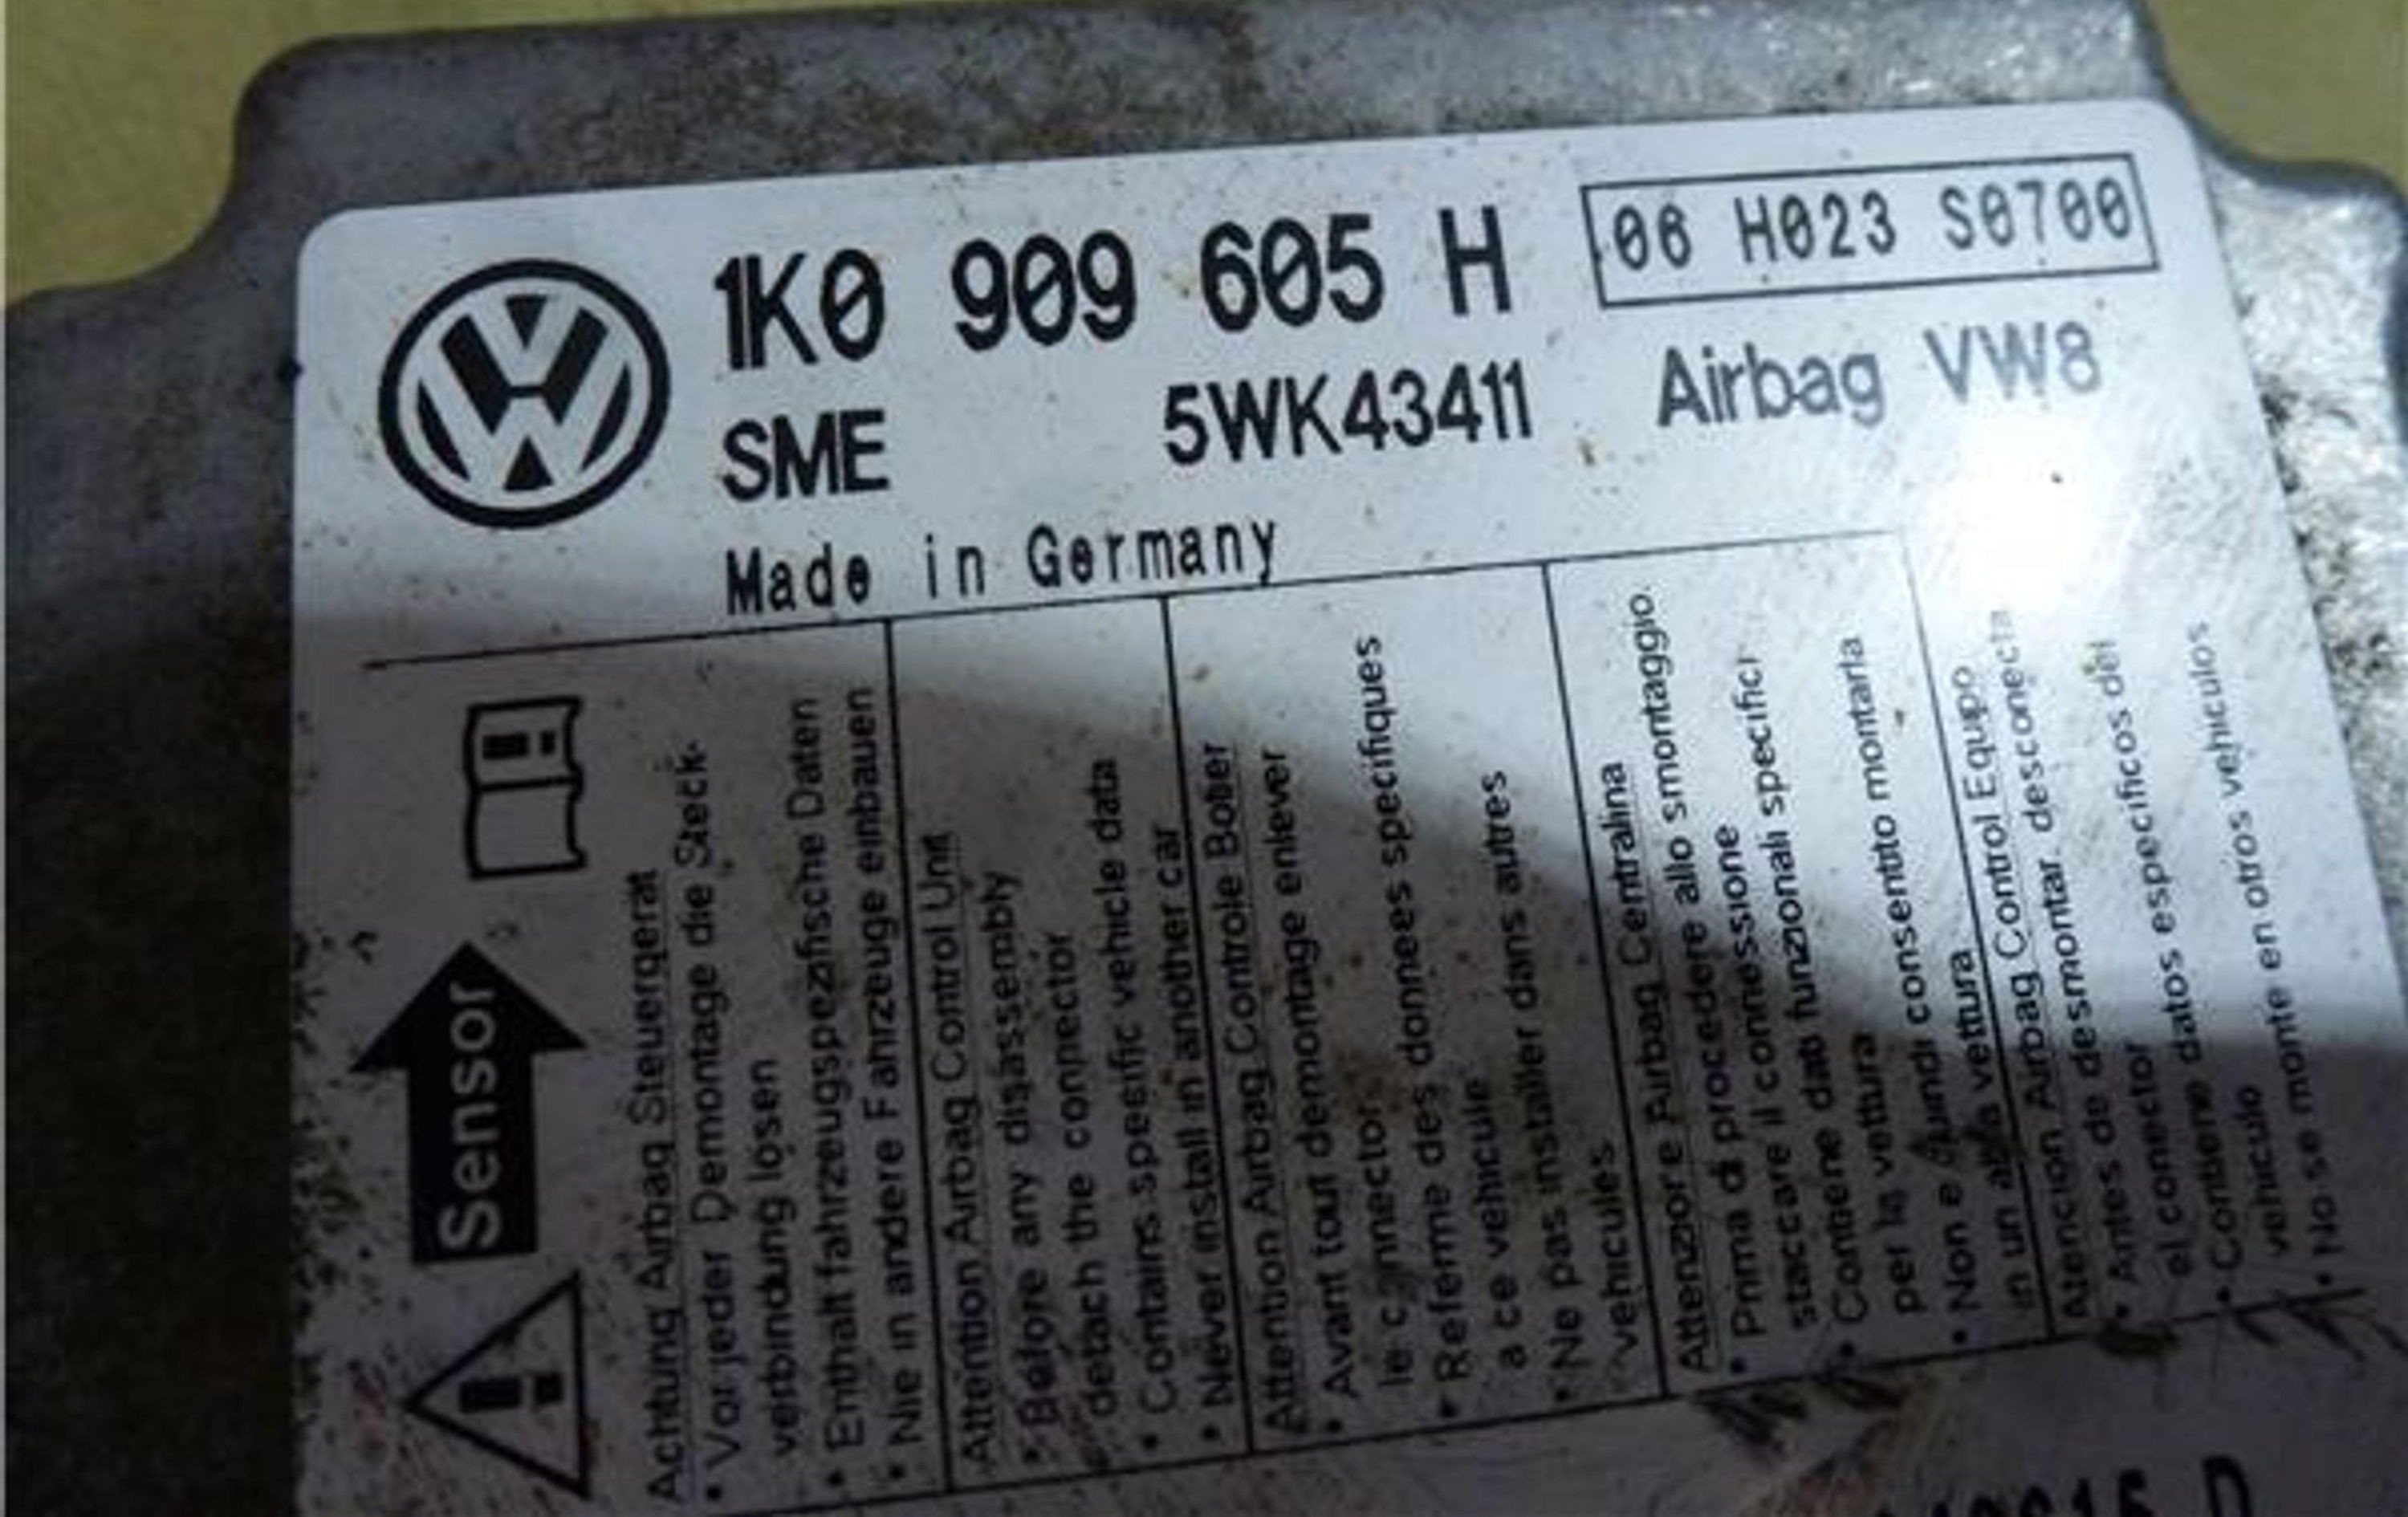 1K0 909 605 H
06 H023 S0700
SME 5WK43411 Airbag VW8
Made in Germany
Sensor
Achtung Airbag Steuergerät
• Vor jeder Demontage die Steck-
verbindung lösen
• Enthält fahrzeugspezifische Daten
• Nie in andere Fahrzeuge einbauen
Attention Airbag Control Unit
• Before any disassembly
detach the connector
• Contains specific vehicle data
• Never install in another car
Attention Airbag Controle Boîtier
• Avant tout demontage enlever
le connector
• Referme des donnees specifiques
a ce vehicule
• Ne pas installer dans autres
vehicules
Attenzione Airbag Centralina
• Prima di procedere allo smontaggio.
staccare il connessione
• Contiene dati funzionali specifici
per la vettura
• Non e consentito montarla
in un vettura
Atencion Airbag Control Equipo
• Antes de desmontar. desconecta
el conector
• Contiene datos especificos del
vehiculo
• No se monte en otros vehiculos
D